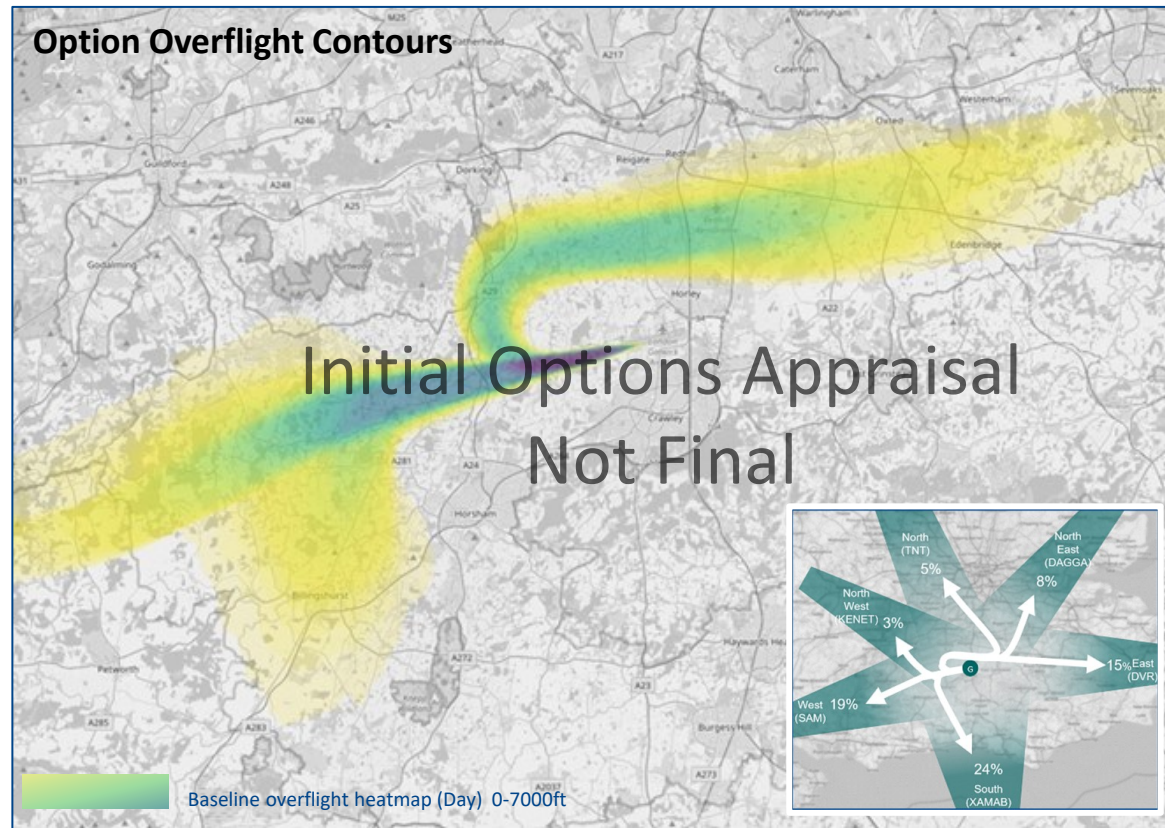 Option Overflight Contours
M25
Leatherhead
Warlingham
A217
Caterham
Westerham
Sevenoaks
A246
Oxted
Guildford
Redhill
Reigate
Dorking
A31
A248
A25
Godalming
Edenbridge
A29
Horley
A22
Initial Options Appraisal
Crawley
Not Final
A281
A24
Horsham
Billingshurst
Petworth
A272
Haywards Hea
A23
A285
A283
Burgess Hill
A273
Baseline overflight heatmap (Day) 0-7000ft
North
(TNT)
5%
North
East
(DAGGA)
8%
North
West
(KENET)
3%
G
15%
East
(DVR)
West
(SAM)
19%
24%
South
(XAMAB)